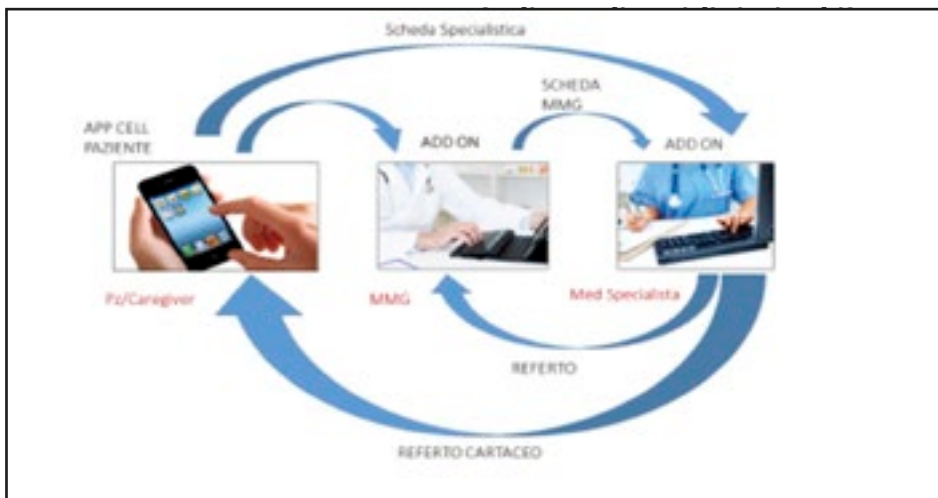 Scheda Specialistica
SCHEDA
MMG
APP CELL
PAZIENTE
ADD ON
ADD ON
Pz/Caregiver
MMG
Med Specialista
REFERTO
REFERTO CARTACEO